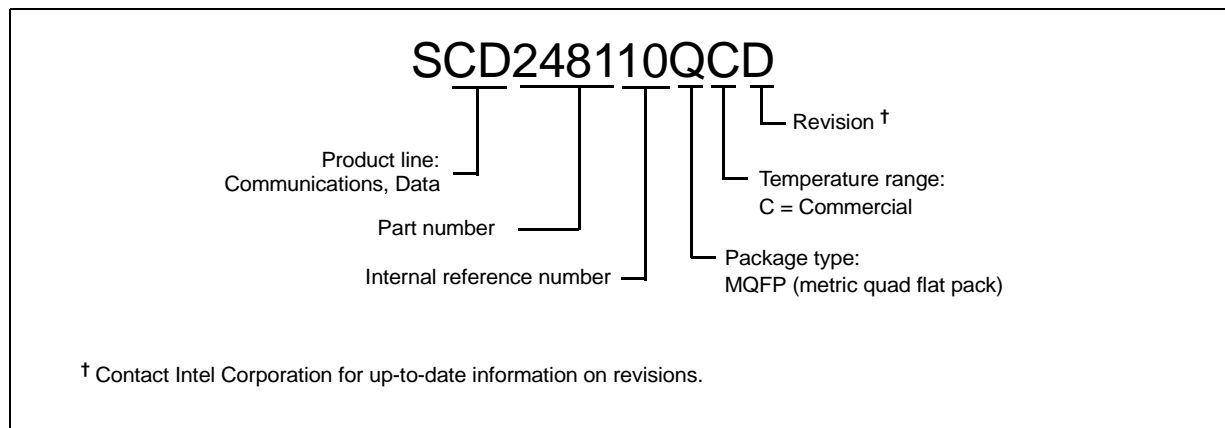 SCD248110QCD
Revision †
Product line:
Communications, Data
Temperature range:
C = Commercial
Part number
Package type:
MQFP (metric quad flat pack)
Internal reference number
† Contact Intel Corporation for up-to-date information on revisions.